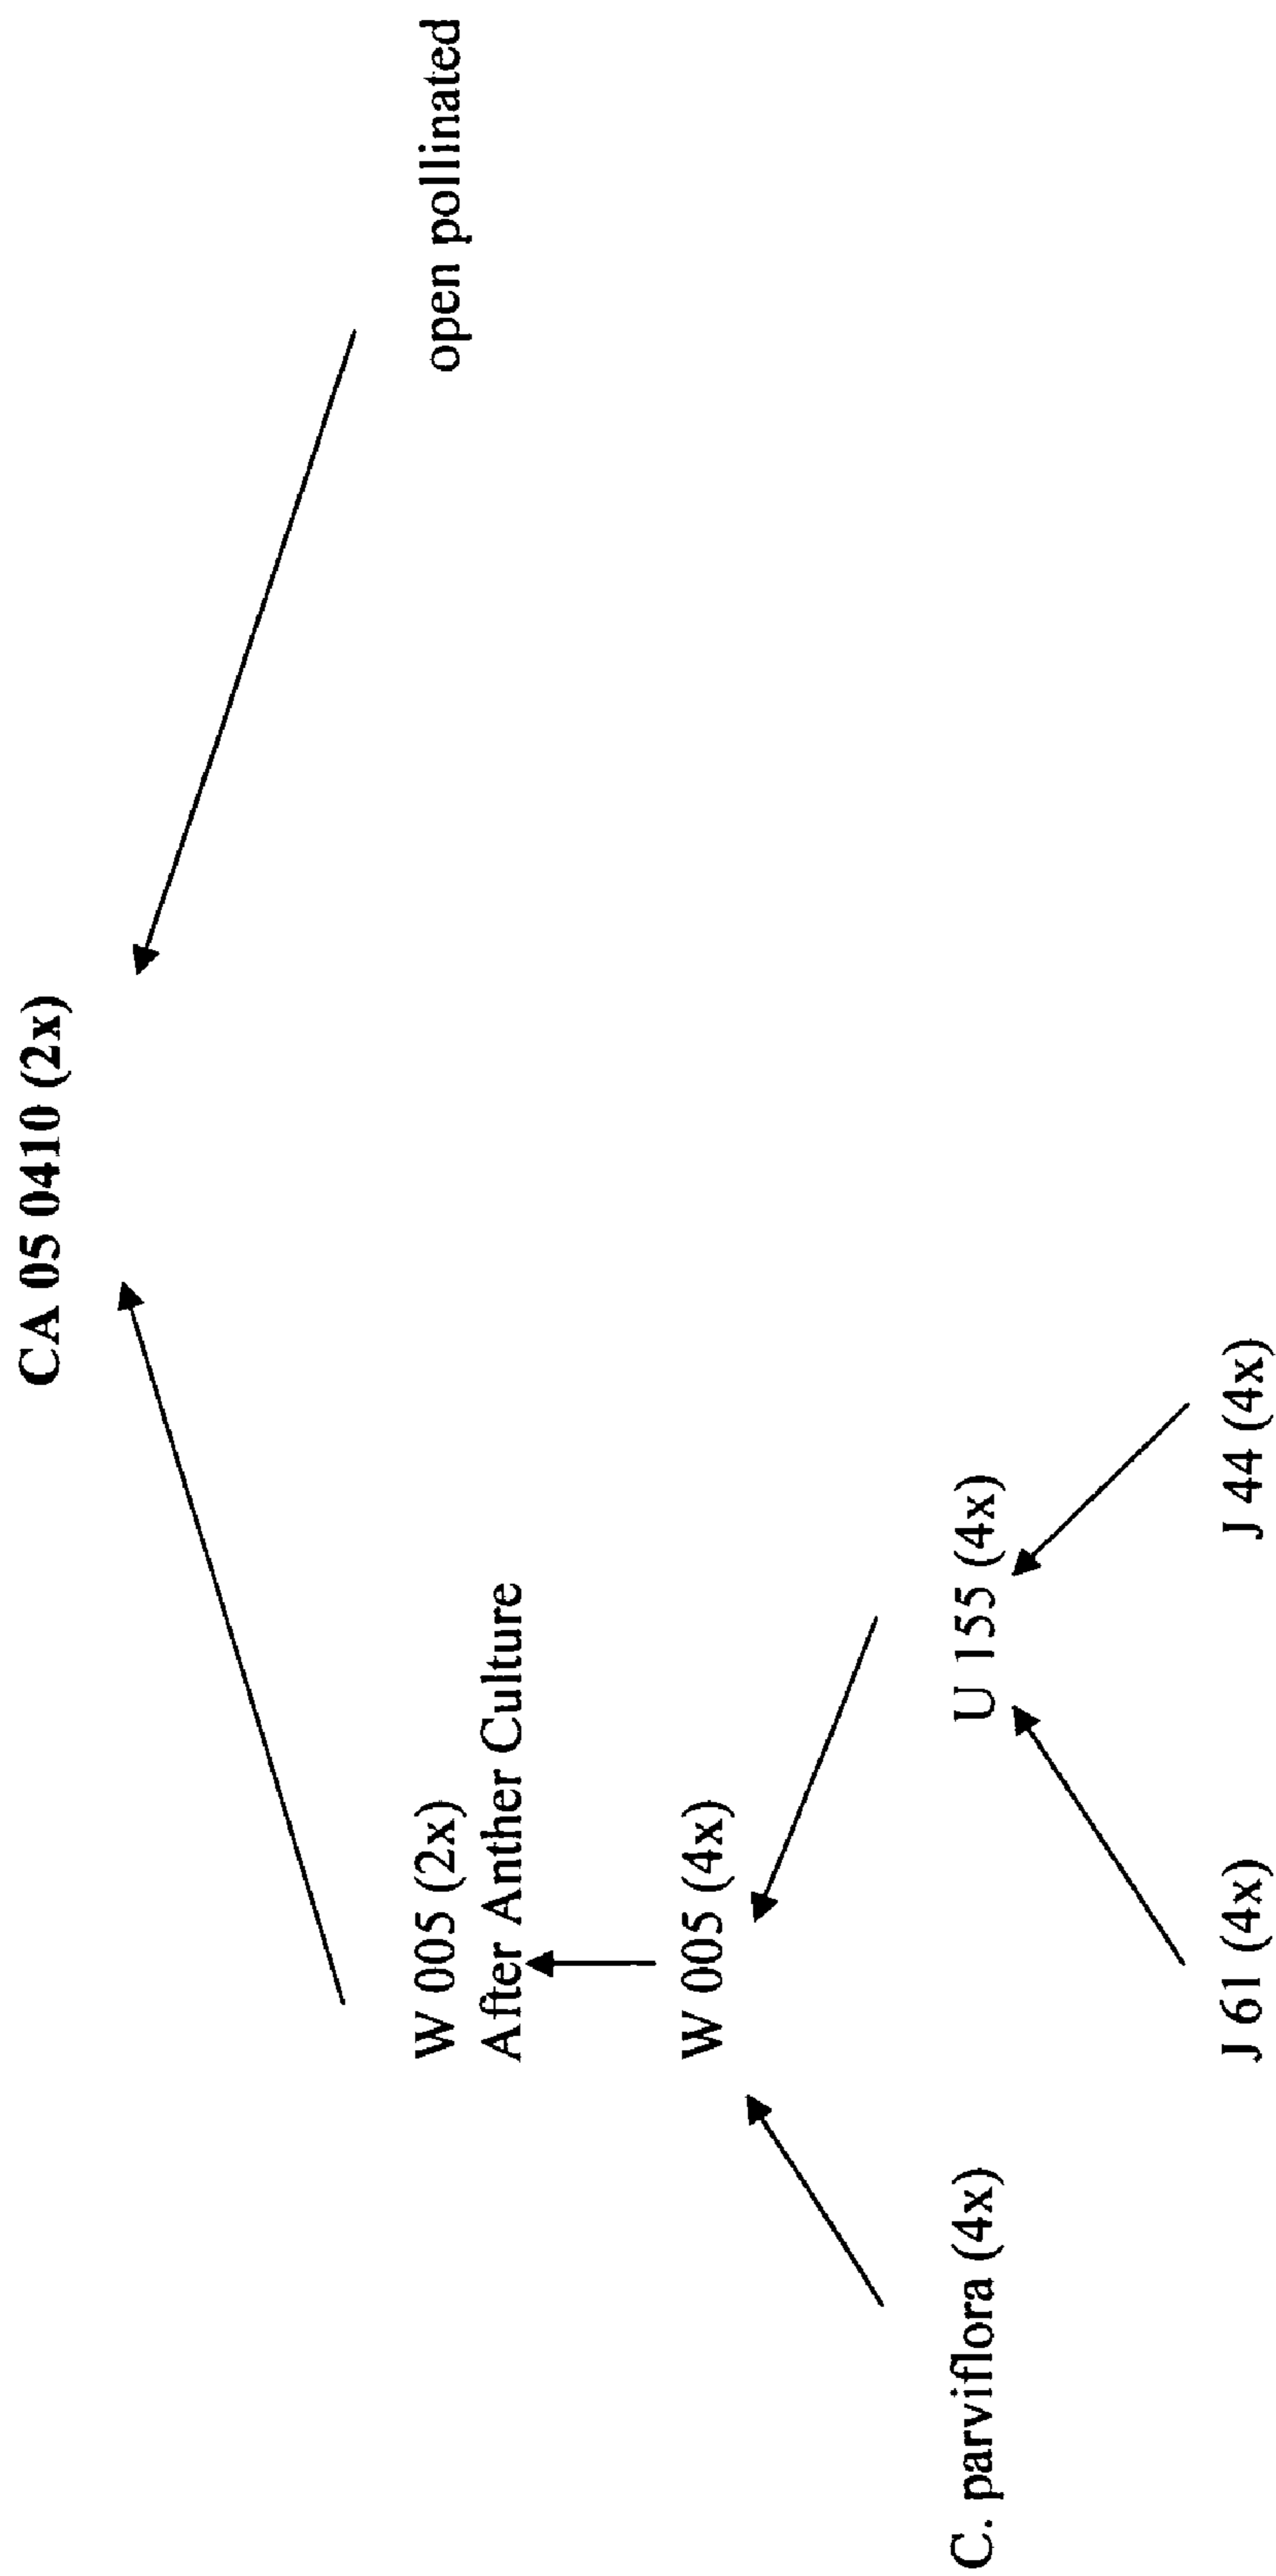 CA 05 0410 (2x)
W 005 (2x)
After Anther Culture
open pollinated
W 005 (4x)
C. parviflora (4x)
U 155 (4x)
J 61 (4x)
J 44 (4x)